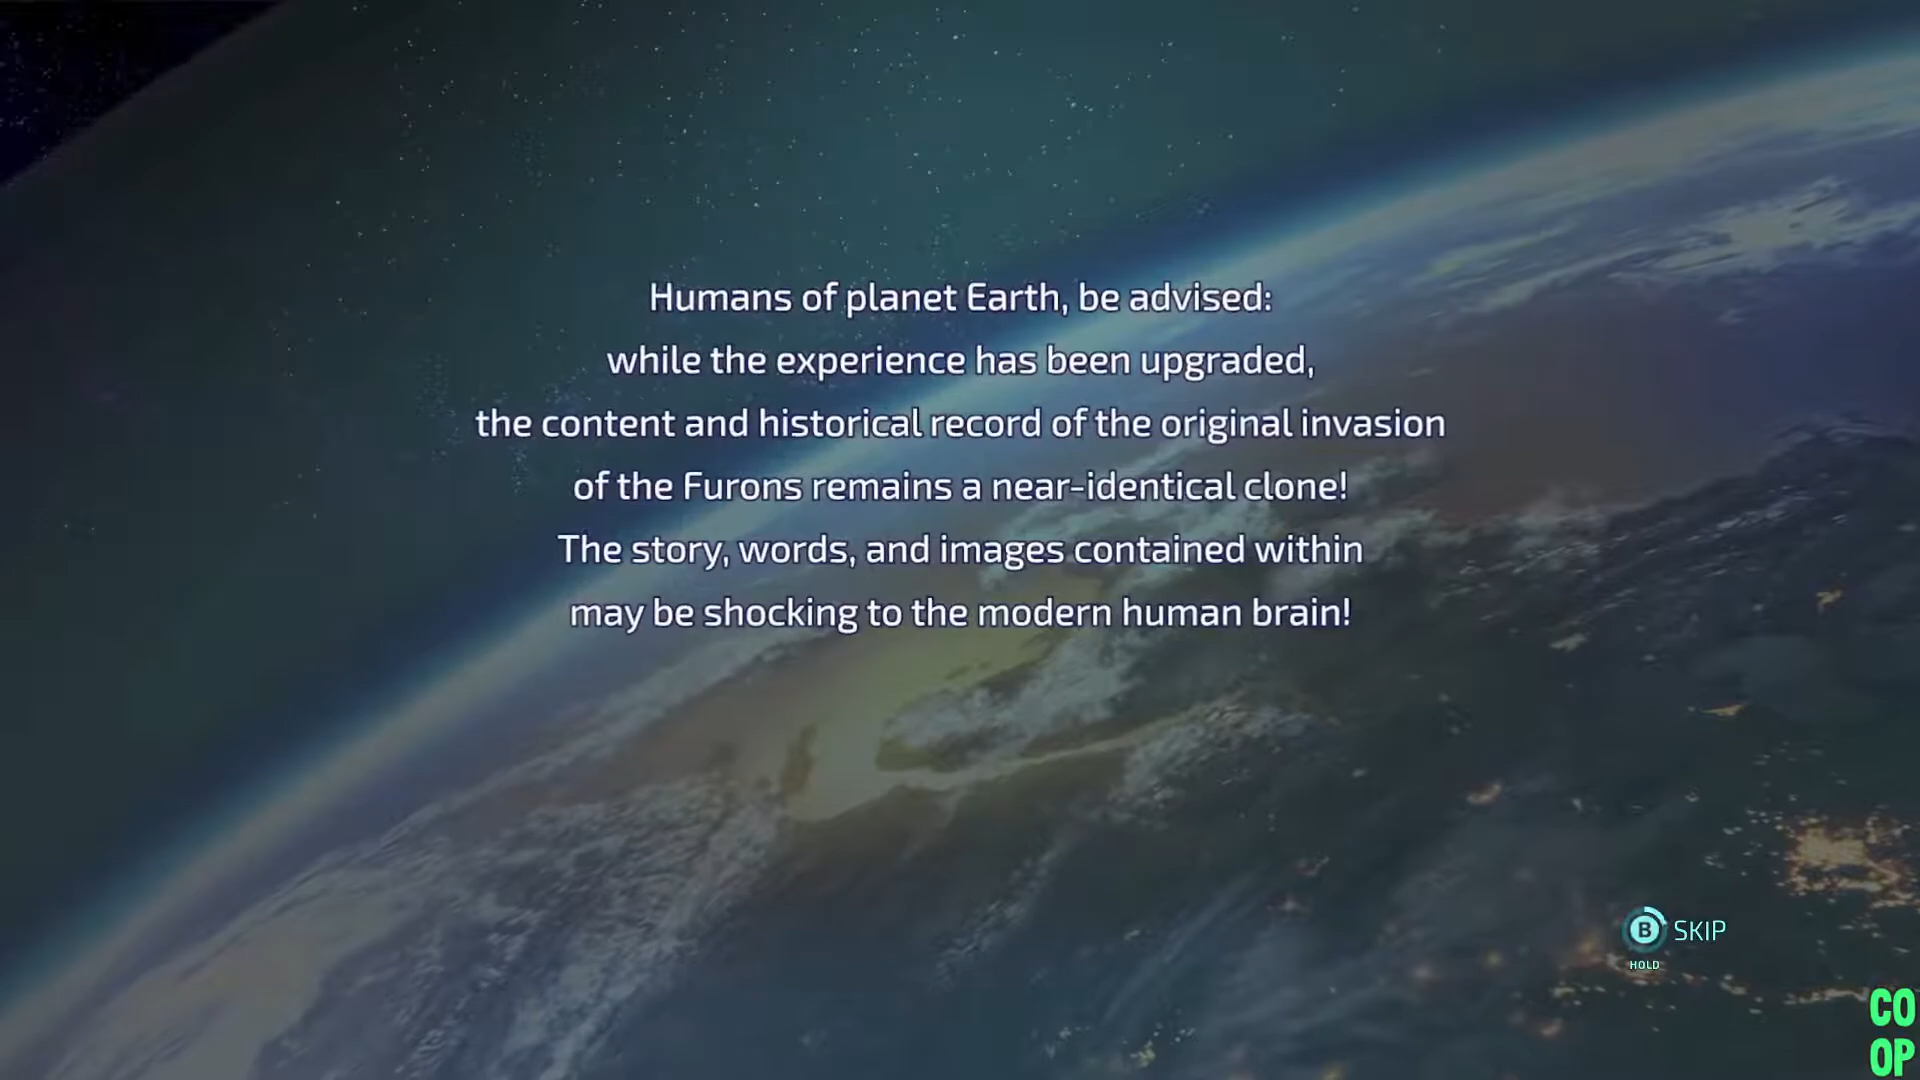 Humans of planet Earth, be advised:
while the experience has been upgraded,
the content and historical record of the original invasion
of the Furons remains a near-identical clone!
The story, words, and images contained within
may be shocking to the modern human brain!
B SKIP
HOLD
CO
OP